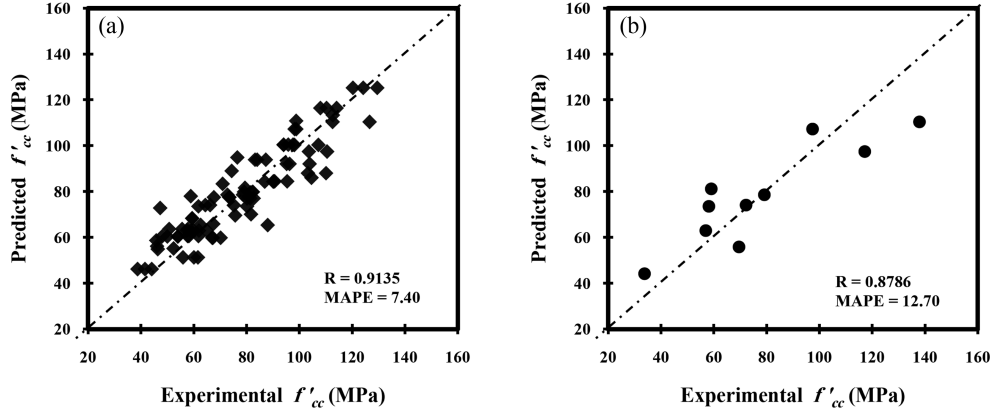 (a)
160
140
120
100
80
60
40
20
Predicted f'cc (MPa)
R = 0.9135
MAPE = 7.40
20 40 60 80 100 120 140 160
Experimental f'cc (MPa)
(b)
160
140
120
100
80
60
40
20
Predicted f'cc (MPa)
R = 0.8786
MAPE = 12.70
20 40 60 80 100 120 140 160
Experimental f'cc (MPa)